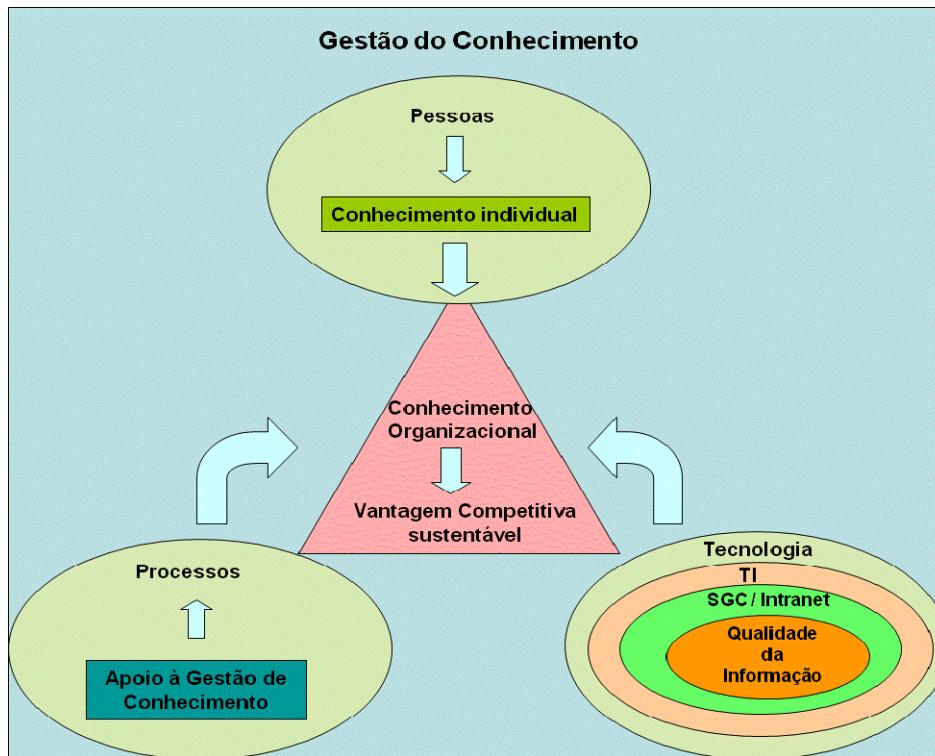 Gestão do Conhecimento
Pessoas
Conhecimento individual
Conhecimento
Organizacional
Vantagem Competitiva
sustentável
Processos
Apoio à Gestão de
Conhecimento
Tecnologia
TI
SGC / Intranet
Qualidade
da
Informação